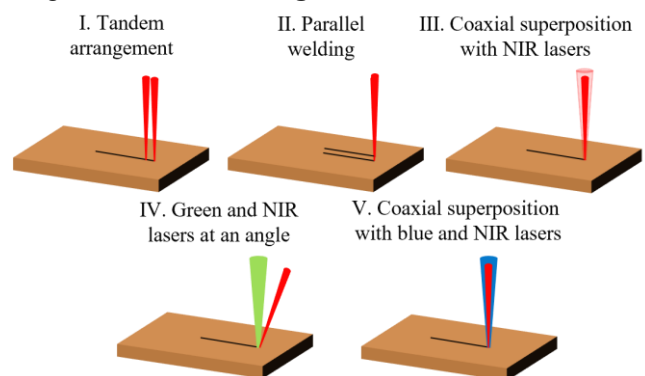 I. Tandem
arrangement
II. Parallel
welding
III. Coaxial superposition
with NIR lasers
IV. Green and NIR
lasers at an angle
V. Coaxial superposition
with blue and NIR lasers